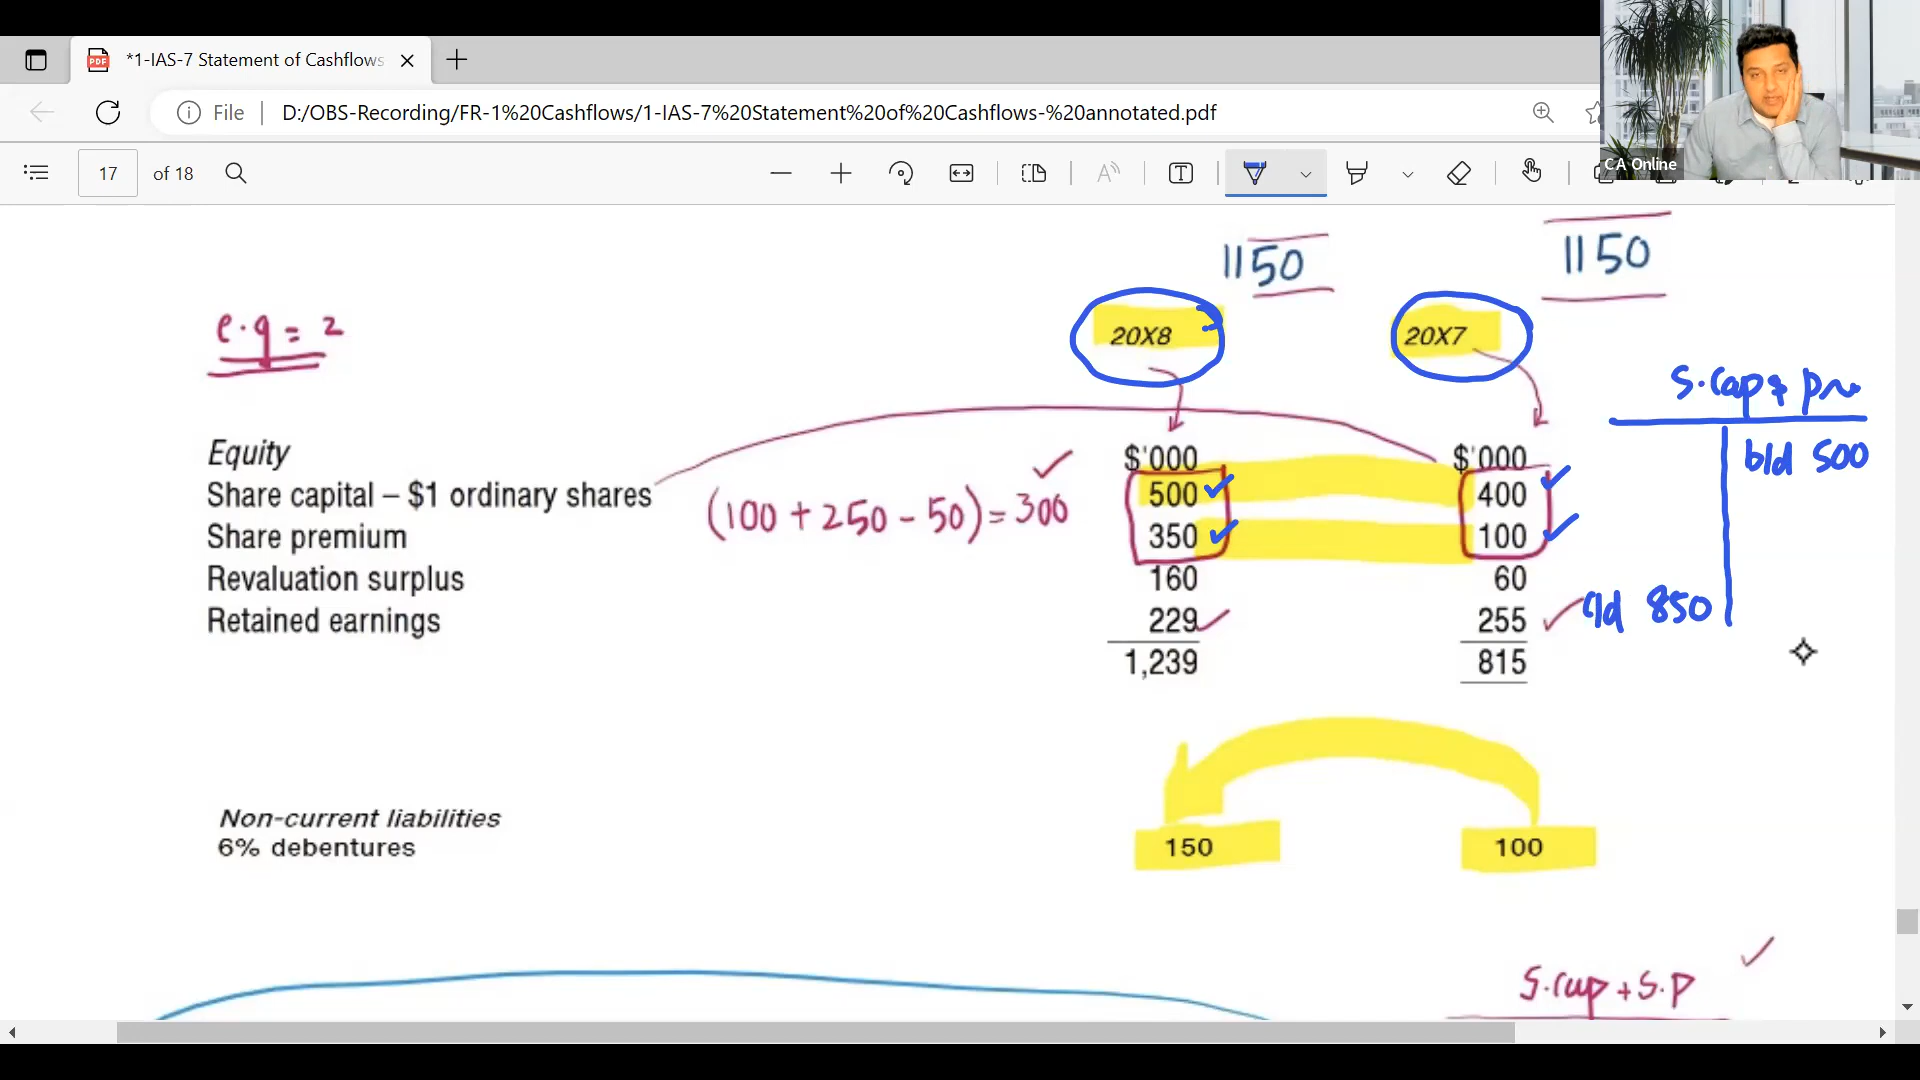 *1-IAS-7 Statement of Cashflows
File D:/OBS-Recording/FR-1%20Cashflows/1-IAS-7%20Statement%20of%20Cashflows-%20annotated.pdf
CA Online
17 of 18
1150 1150
e.g = 2
20X8 20X7
S.cap &
Equity $'000 $'000
b/d 500
Share capital – $1 ordinary shares 500 400
(100 + 250 - 50) = 300
Share premium 350 100
Revaluation surplus 160 60
Retained earnings 229 255
c/d 850
1,239 815
Non-current liabilities
6% debentures 150 100
S.cap + S.P